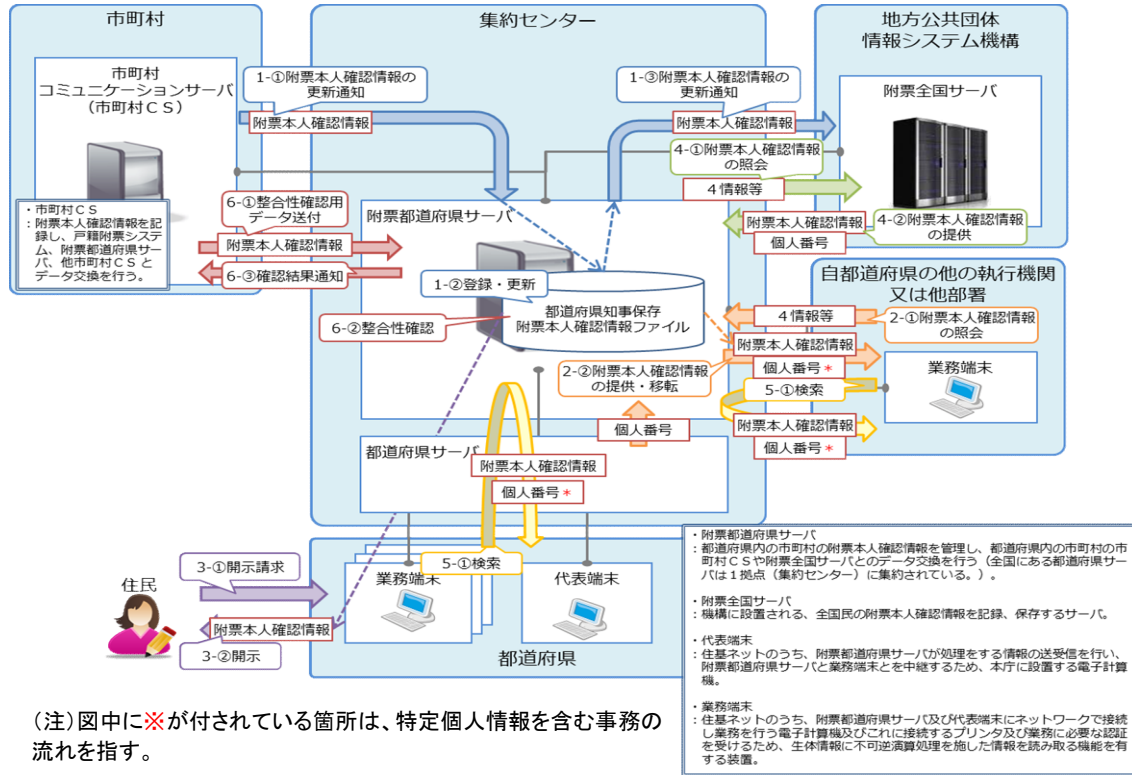 市町村
集約センター
地方公共団体
情報システム機構
市町村
コミュニケーションサーバ
(市町村CS)
1-①附票本人確認情報の
更新通知
附票本人確認情報
1-③附票本人確認情報の
更新通知
附票本人確認情報
附票全国サーバ
4-①附票本人確認情報
の照会
4情報等
附票本人確認情報
個人番号
4-②附票本人確認情報
の提供
・市町村CS
:附票本人確認情報を記
録し、戸籍附票システ
ム、附票都道府県サー
バ、他市町村CSと
データ交換を行う。
6-①整合性確認用
データ送付
附票本人確認情報
6-③確認結果通知
附票都道府県サーバ
1-②登録・更新
都道府県知事保存
附票本人確認情報ファイル
6-②整合性確認
自都道府県の他の執行機関
又は他部署
4情報等
2-①附票本人確認情報
の照会
附票本人確認情報
個人番号*
2-②附票本人確認情報
の提供・移転
業務端末
5-①検索
附票本人確認情報
個人番号*
個人番号
都道府県サーバ
附票本人確認情報
個人番号*
5-①検索
業務端末
代表端末
都道府県
住民
3-①開示請求
附票本人確認情報
3-②開示
・附票都道府県サーバ
:都道府県内の市町村の附票本人確認情報を管理し、都道府県内の市町村の市
町村CSや附票全国サーバとのデータ交換を行う(全国にある都道府県サー
バは1拠点(集約センター)に集約されている。)。
・附票全国サーバ
:機構に設置される、全国民の附票本人確認情報を記録、保存するサーバ。
・代表端末
:住基ネットのうち、附票都道府県サーバが処理をする情報の送受信を行い、
附票都道府県サーバと業務端末とを中継するため、本庁に設置する電子計算
機。
・業務端末
:住基ネットのうち、附票都道府県サーバ及び代表端末にネットワークで接続
し業務を行う電子計算機及びこれに接続するプリンタ及び業務に必要な認証
を受けるため、生体情報に不可逆演算処理を施した情報を読み取る機能を有
する装置。
(注)図中に※が付されている箇所は、特定個人情報を含む事務の
流れを指す。